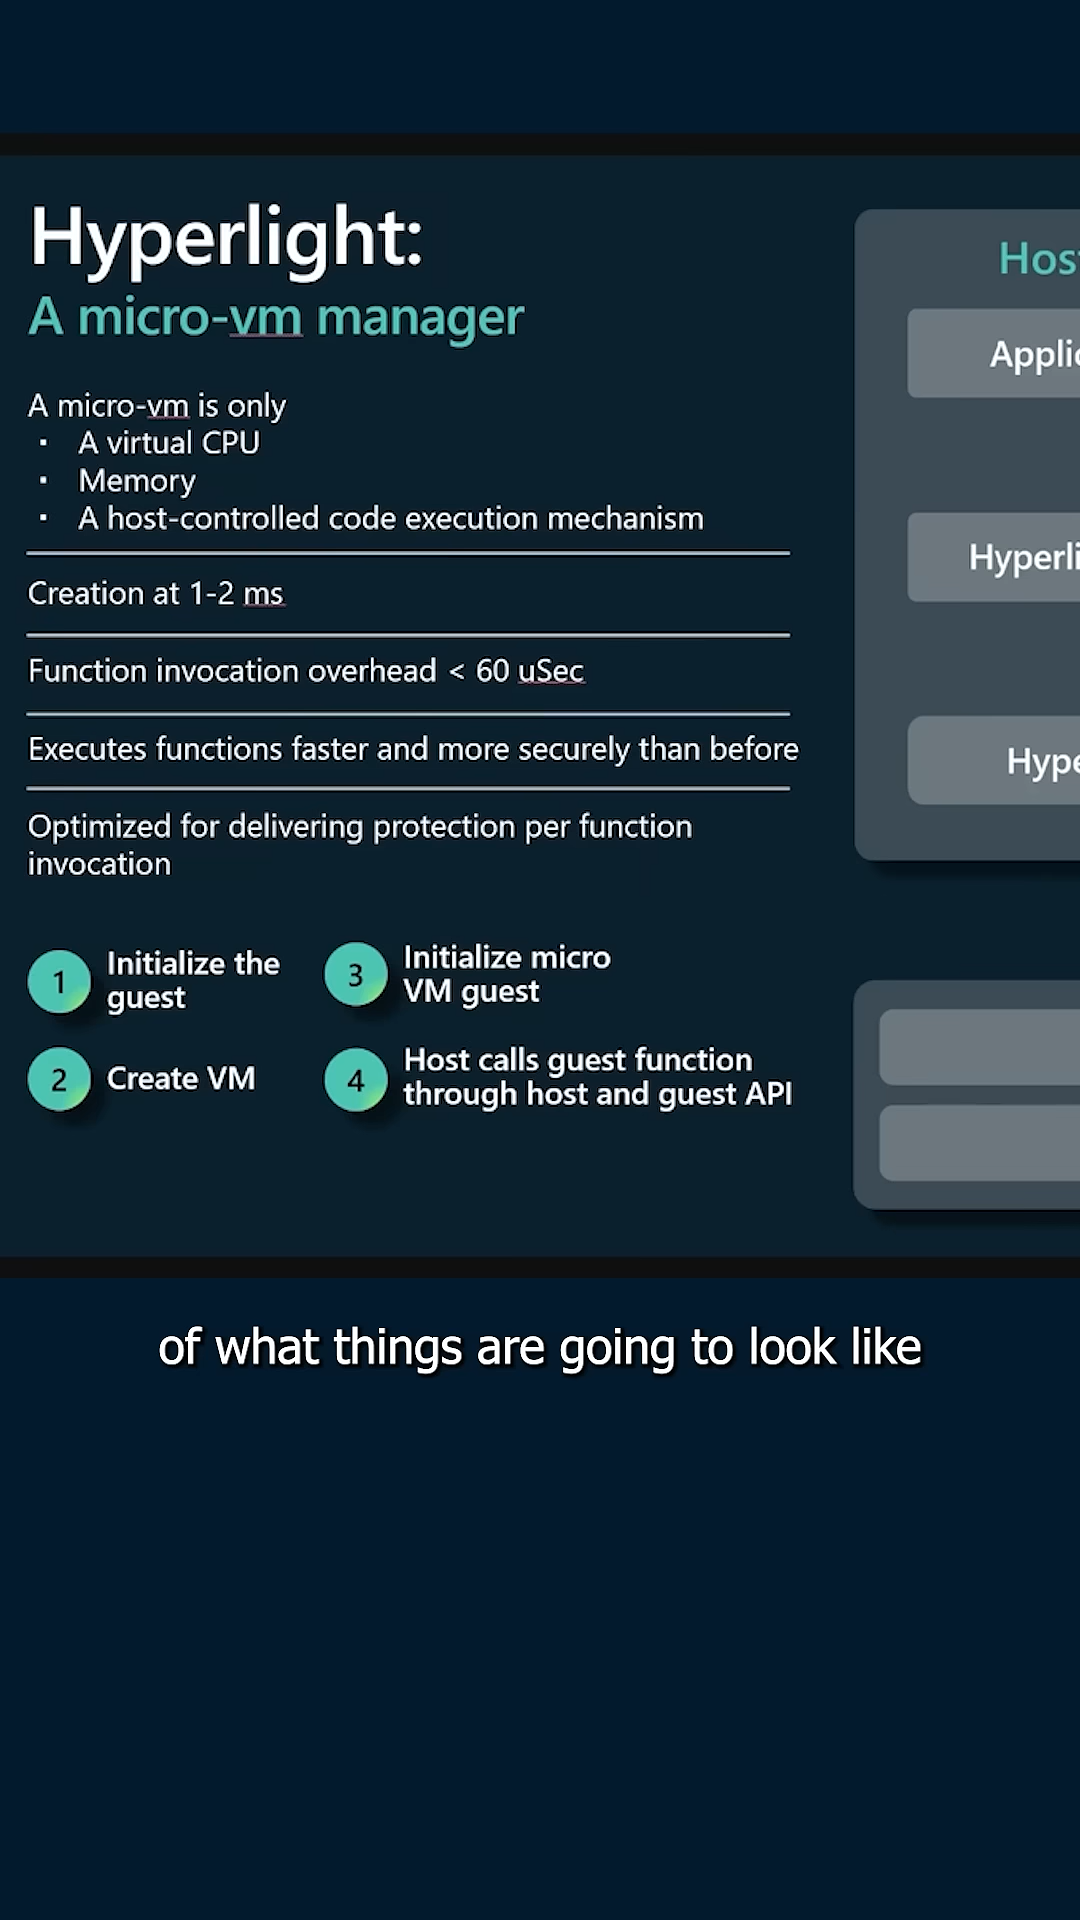 Hyperlight:
A micro-vm manager
A micro-vm is only
· A virtual CPU
· Memory
· A host-controlled code execution mechanism
Creation at 1-2 ms
Function invocation overhead < 60 uSec
Executes functions faster and more securely than before
Optimized for delivering protection per function
invocation
1 Initialize the
guest
2 Create VM
3 Initialize micro
VM guest
4 Host calls guest function
through host and guest API
of what things are going to look like